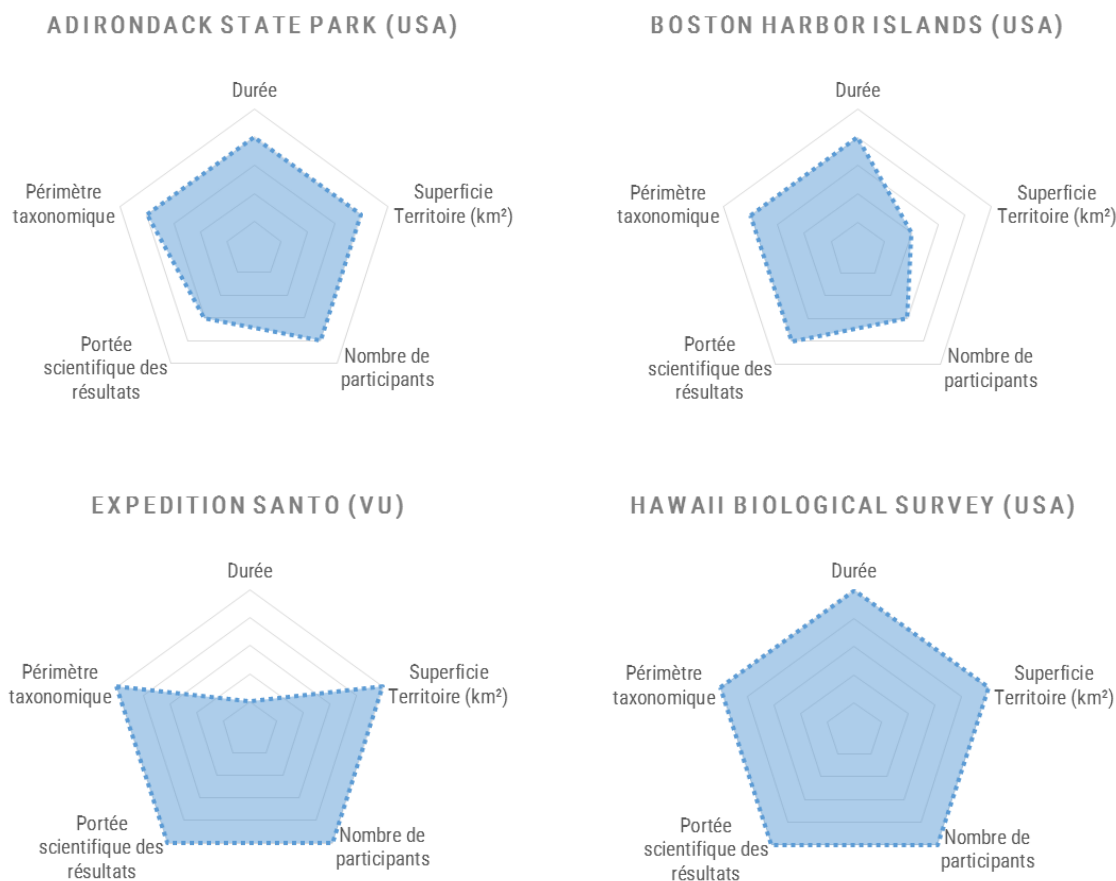 ADIRONDACK STATE PARK (USA)
Durée
Superficie
Territoire (km²)
Nombre de
participants
Portée
scientifique des
résultats
Périmètre
taxonomique
BOSTON HARBOR ISLANDS (USA)
Durée
Superficie
Territoire (km²)
Nombre de
participants
Portée
scientifique des
résultats
Périmètre
taxonomique
EXPEDITION SANTO (VU)
Durée
Superficie
Territoire (km²)
Nombre de
participants
Portée
scientifique des
résultats
Périmètre
taxonomique
HAWAII BIOLOGICAL SURVEY (USA)
Durée
Superficie
Territoire (km²)
Nombre de
participants
Portée
scientifique des
résultats
Périmètre
taxonomique